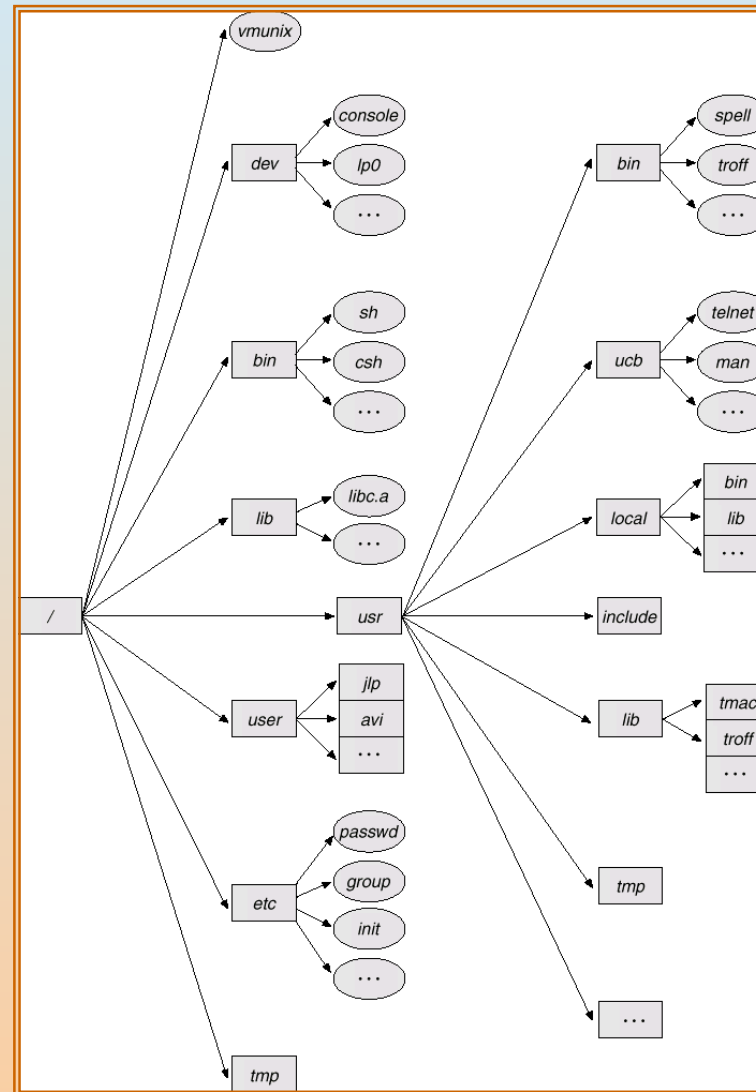 vmunix
console
dev
lp0
...
sh
bin
csh
...
libc.a
lib
...
/
usr
jlp
user
avi
...
passwd
group
etc
init
...
tmp
spell
bin
troff
...
telnet
ucb
man
...
bin
local
lib
...
include
tmac
lib
troff
...
tmp
...